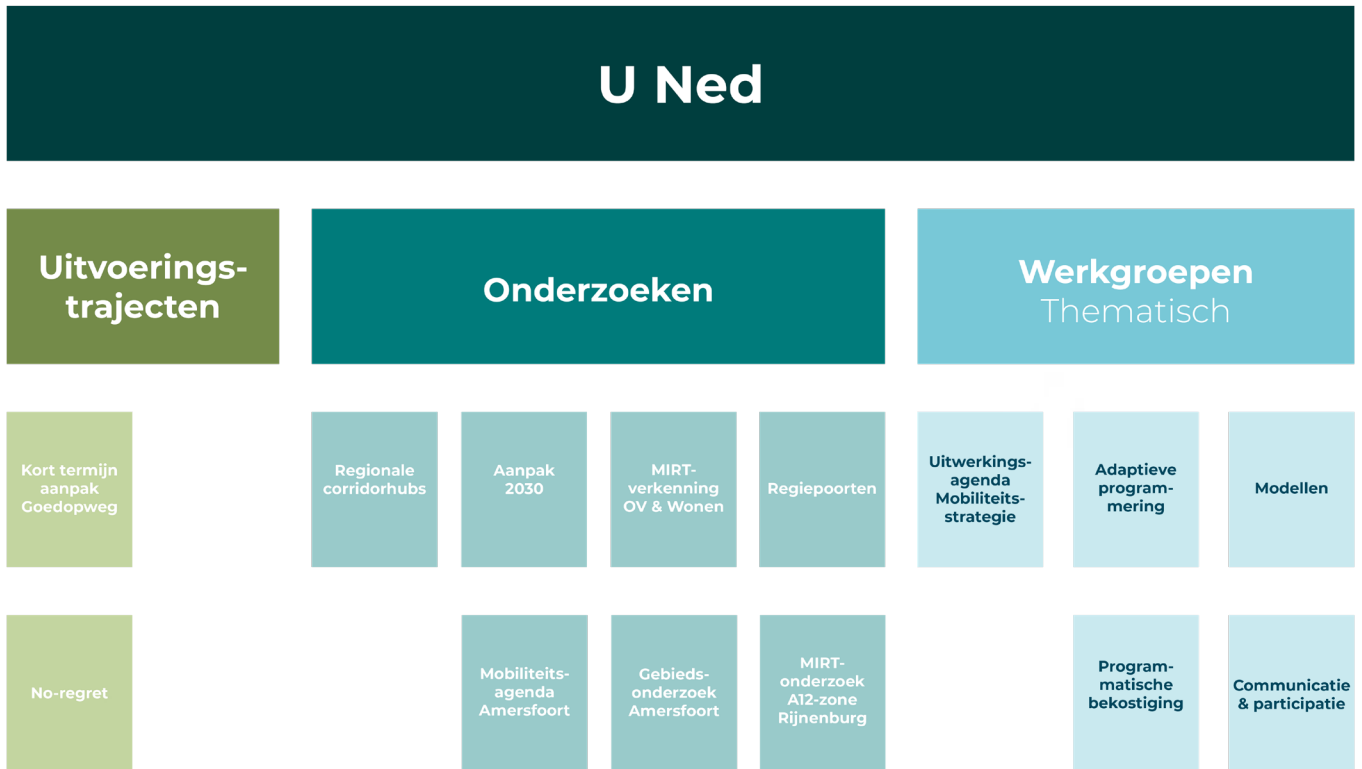 U Ned
Uitvoerings-
trajecten
Onderzoeken
Werkgroepen
Thematisch
Kort termijn
aanpak
Goedopweg
Regionale
corridorhubs
Aanpak
2030
MIRT-
verkenning
OV & Wonen
Regiepoorten
Uitwerkings-
agenda
Mobiliteits-
strategie
Adaptieve
program-
mering
Modellen
No-regret
Mobiliteits-
agenda
Amersfoort
Gebieds-
onderzoek
Amersfoort
MIRT-
onderzoek
A12-zone
Rijnenburg
Program-
matische
bekostiging
Communicatie
& participatie